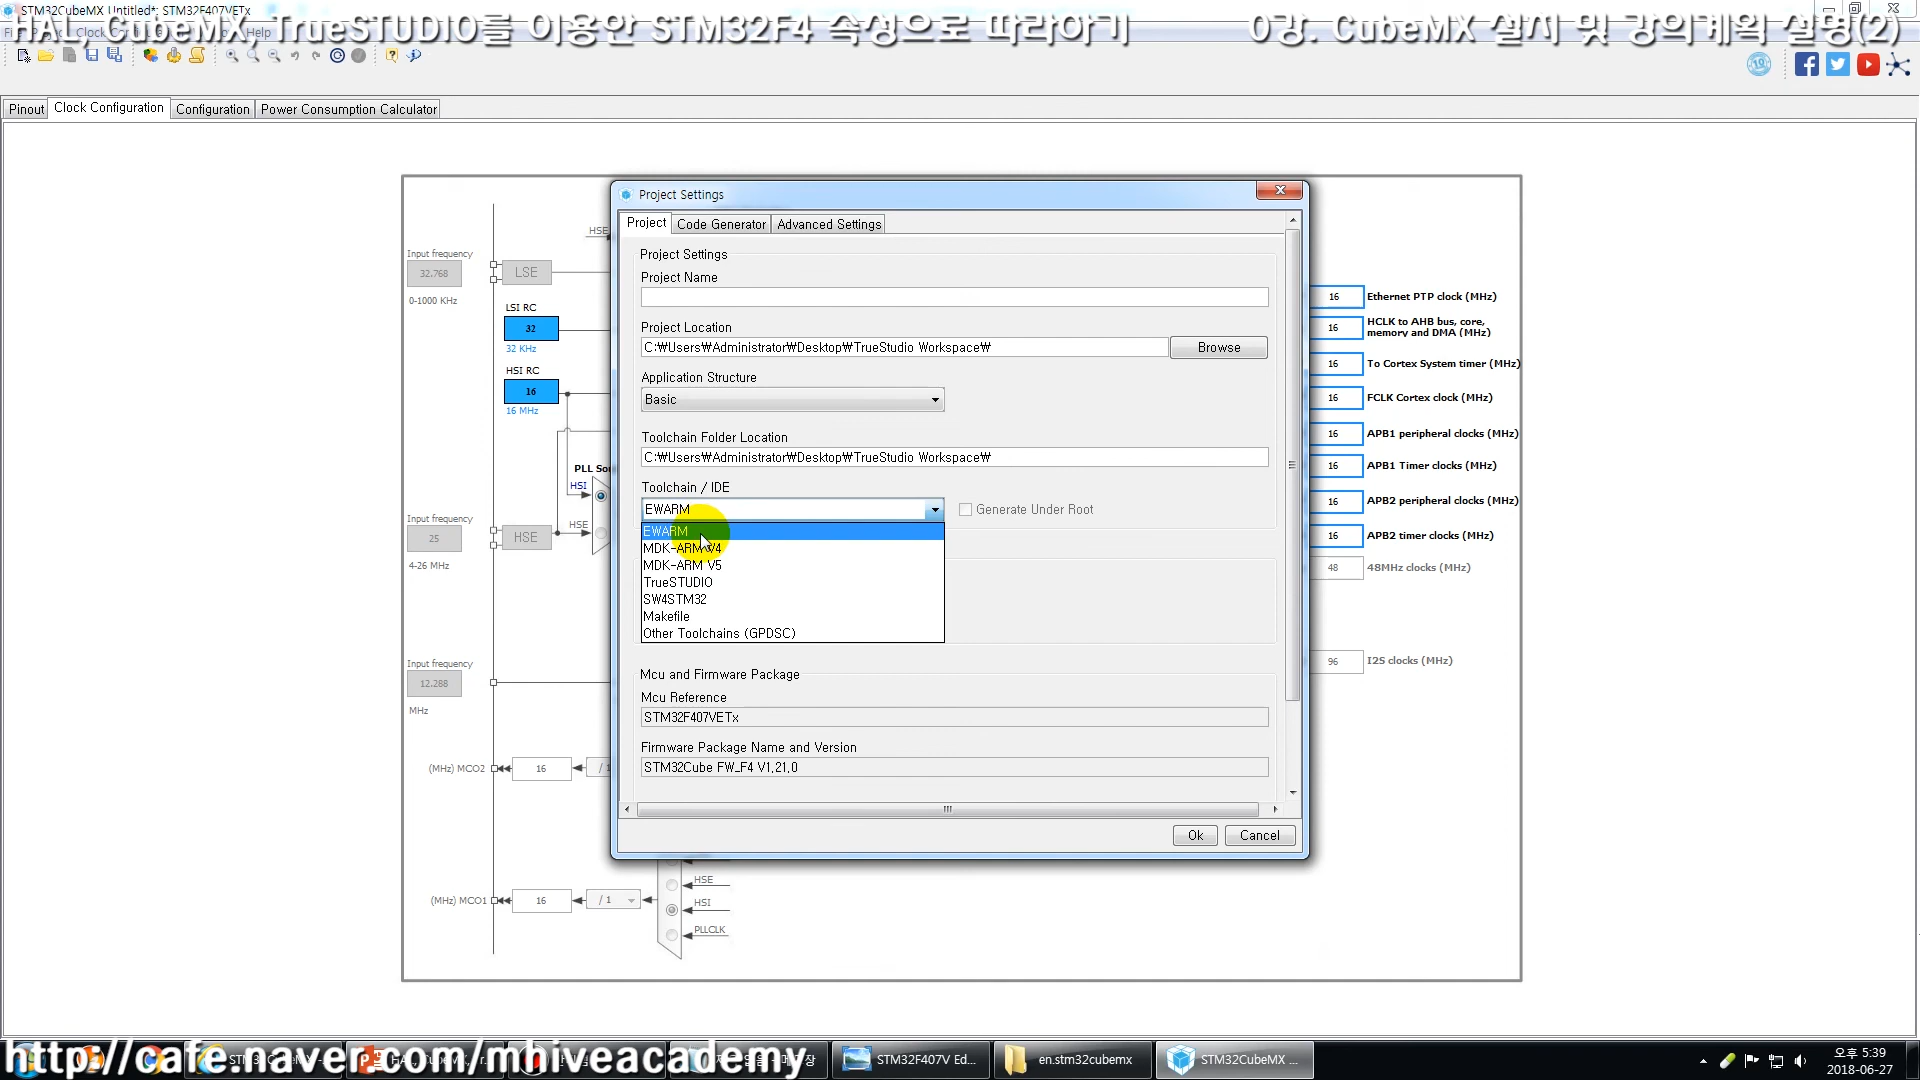 STM32CubeMX Untitled*: STM32F407VETx
HAL, CubeMX, TrueSTUDIO를 이용한 STM32F4 속성으로 따라하기
0강. CubeMX 설치 및 강의계획 설명(2)
Help
Pinout
Clock Configuration
Configuration
Power Consumption Calculator
Project Settings
Project
Code Generator
Advanced Settings
Project Settings
Project Name
Project Location
C:₩Users₩Administrator₩Desktop₩TrueStudio Workspace₩
Browse
Application Structure
Basic
Toolchain Folder Location
C:₩Users₩Administrator₩Desktop₩TrueStudio Workspace₩
Toolchain / IDE
EWARM
Generate Under Root
EWARM
MDK-ARM V4
MDK-ARM V5
TrueSTUDIO
SW4STM32
Makefile
Other Toolchains (GPDSC)
Mcu and Firmware Package
Mcu Reference
STM32F407VETx
Firmware Package Name and Version
STM32Cube FW_F4 V1.21.0
Ok
Cancel
HSE
Input frequency
32.768
LSE
0-1000 KHz
LSI RC
32
32 KHz
HSI RC
16
16 MHz
HSI
HSE
Input frequency
25
HSE
4-26 MHz
Input frequency
12.288
MHz
(MHz) MCO2
16
(MHz) MCO1
16
/ 1
HSE
HSI
PLLCLK
16
Ethernet PTP clock (MHz)
16
HCLK to AHB bus, core,
memory and DMA (MHz)
16
To Cortex System timer (MHz)
16
FCLK Cortex clock (MHz)
16
APB1 peripheral clocks (MHz)
16
APB1 Timer clocks (MHz)
16
APB2 peripheral clocks (MHz)
16
APB2 timer clocks (MHz)
48
48MHz clocks (MHz)
96
I2S clocks (MHz)
http://cafe.naver.com/mhiveacademy
STM32F407V Ed...
en.stm32cubemx
STM32CubeMX ...
오후 5:39
2018-06-27